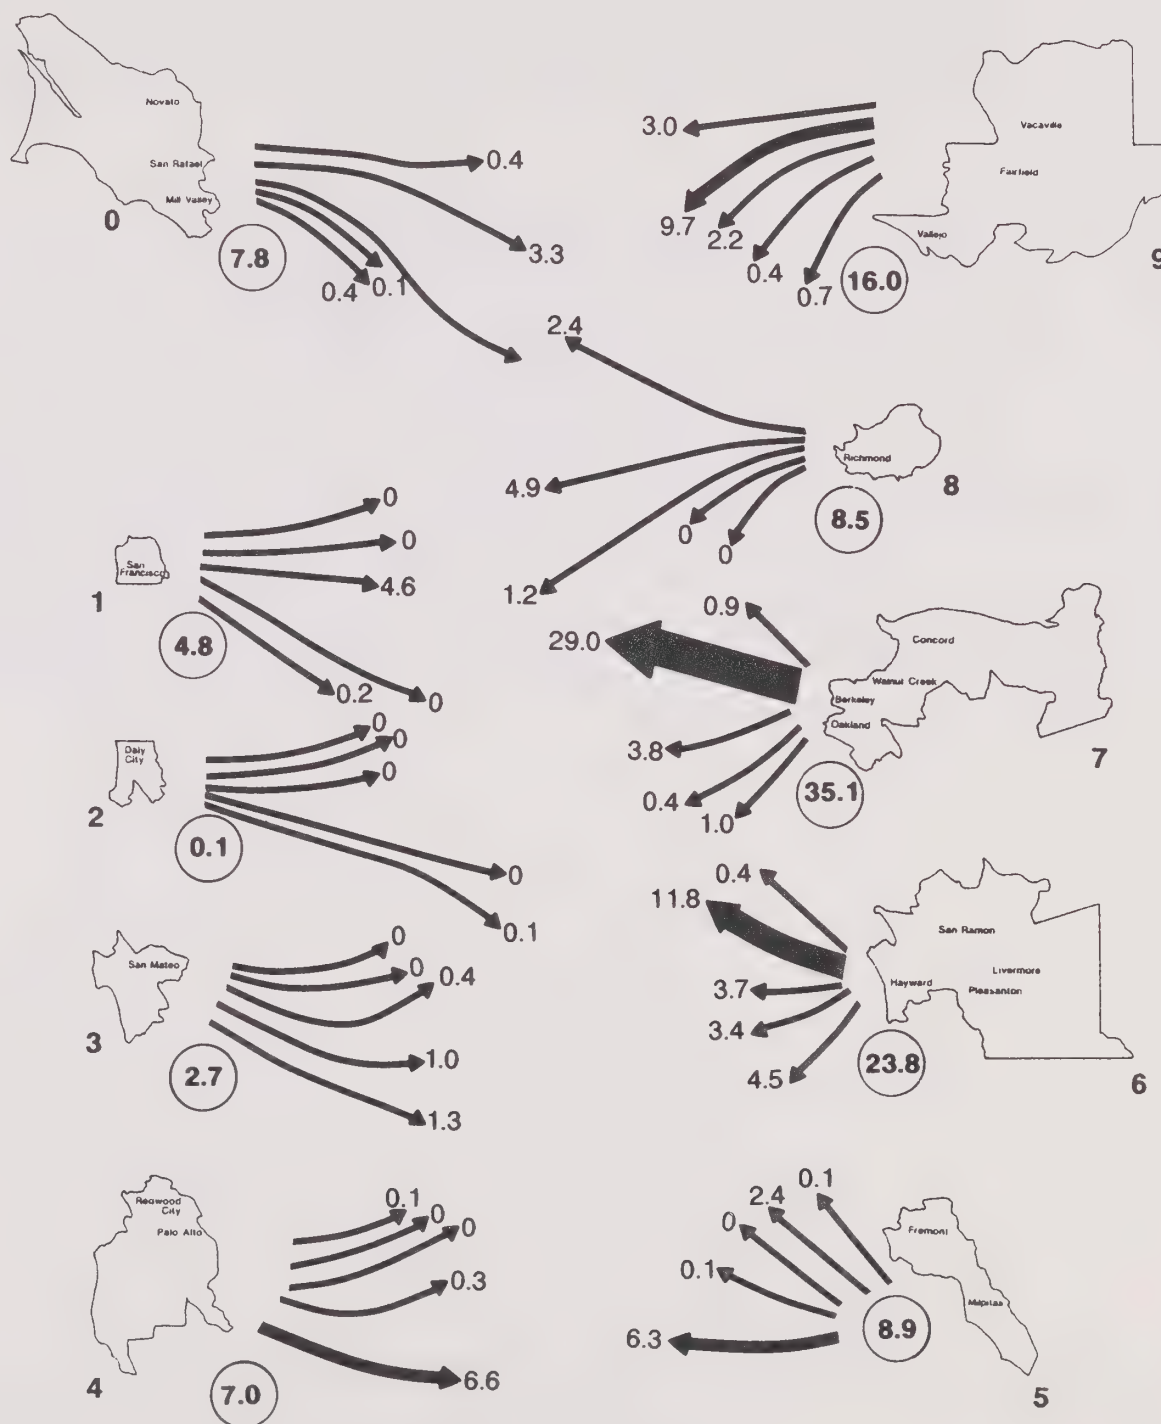 Novato
San Rafael
Mill Valley
0
7.8
0.4
3.3
0.4
0.1
3.0
9.7
2.2
0.4
0.7
16.0
Vacaville
Fairfield
Vallejo
9
2.4
4.9
1.2
0
0
Richmond
8
8.5
San
Francisco
1
4.8
0
0
4.6
0.2
0
0.9
29.0
3.8
0.4
1.0
35.1
Concord
Walnut Creek
Berkeley
Oakland
7
Daly
City
2
0.1
0
0
0
0
0.1
0.4
11.8
3.7
3.4
4.5
23.8
San Ramon
Livermore
Hayward
Pleasanton
6
San Mateo
3
2.7
0
0
0.4
1.0
1.3
Redwood
City
Palo Alto
4
7.0
0.1
0
0
0.3
6.6
0.1
2.4
0
0.1
6.3
8.9
Fremont
Milpitas
5